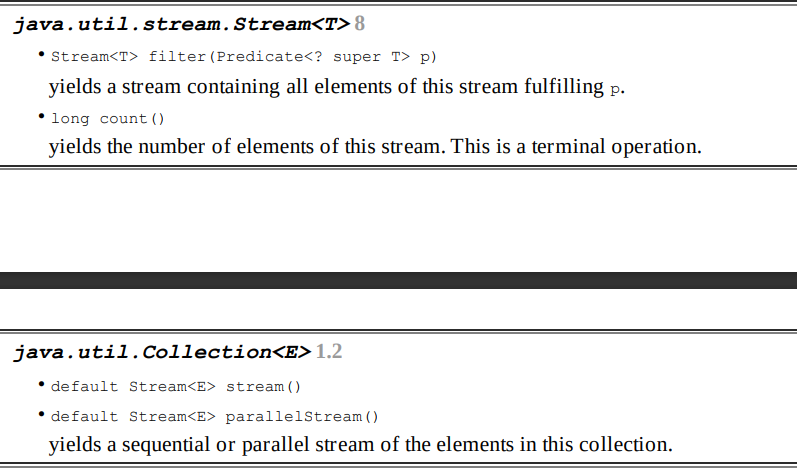 java.util.stream.Stream<T> 8
• Stream<T> filter(Predicate<? super T> p)
yields a stream containing all elements of this stream fulfilling p.
• long count()
yields the number of elements of this stream. This is a terminal operation.
java.util.Collection<E> 1.2
• default Stream<E> stream()
• default Stream<E> parallelStream()
yields a sequential or parallel stream of the elements in this collection.